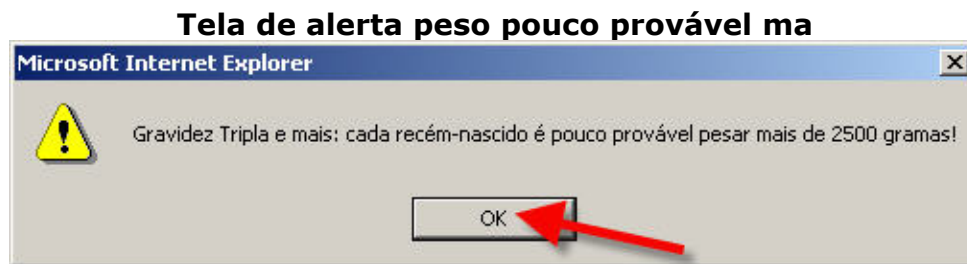 Tela de alerta peso pouco provável ma
Microsoft Internet Explorer
Gravidez Tripla e mais: cada recém-nascido é pouco provável pesar mais de 2500 gramas!
OK